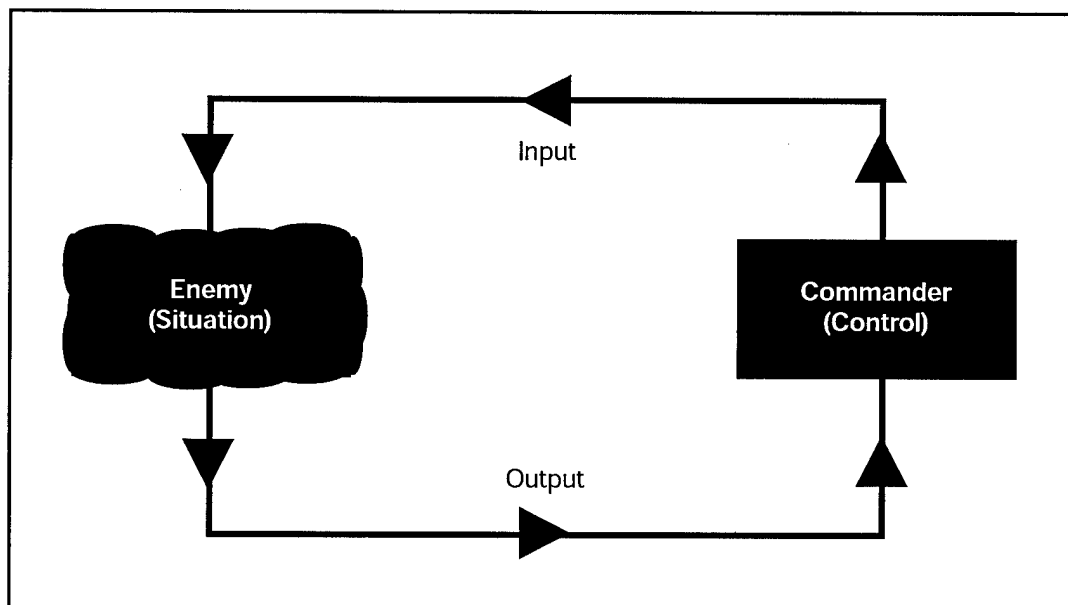 Input
Enemy
(Situation)
Commander
(Control)
Output